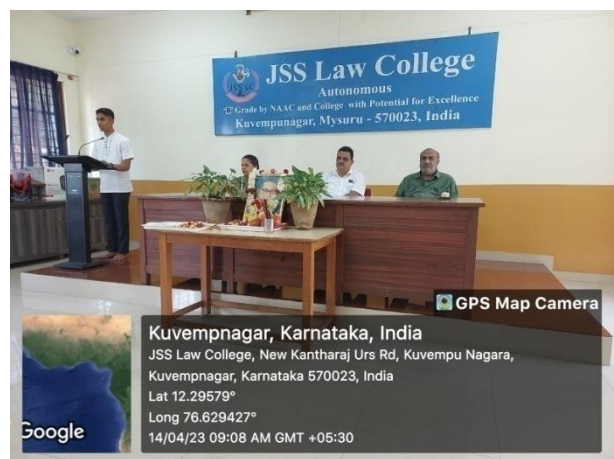 JSS Law College
Autonomous
Grade by NAAC and College with Potential for Excellence
Kuvempunagar, Mysuru - 570023, India
GPS Map Camera
Kuvempnagar, Karnataka, India
JSS Law College, New Kantharaj Urs Rd, Kuvempu Nagara,
Kuvempnagar, Karnataka 570023, India
Lat 12.29579°
Long 76.629427°
14/04/23 09:08 AM GMT +05:30
Google